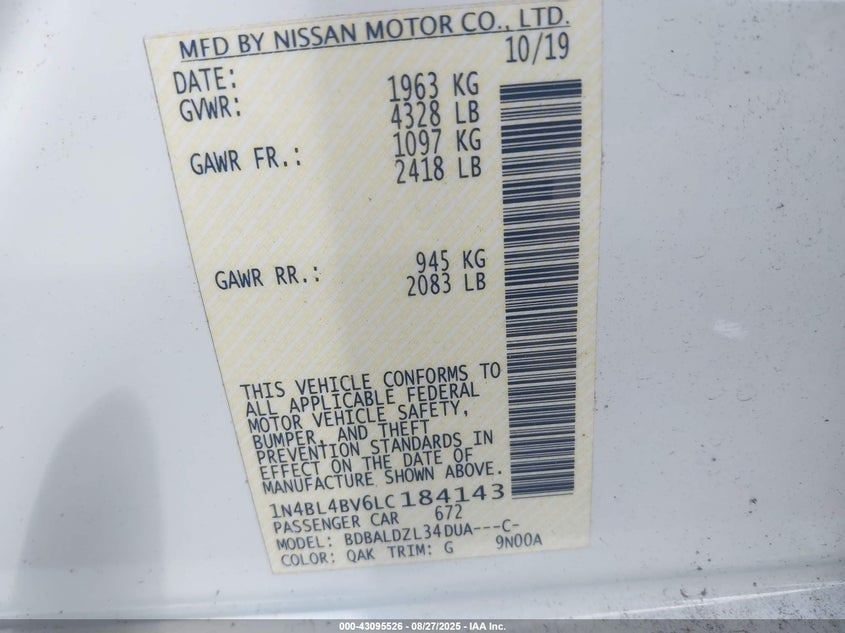 MFD BY NISSAN MOTOR CO., LTD.
DATE: 10/19
GVWR: 1963 KG
4328 LB
GAWR FR.: 1097 KG
2418 LB
GAWR RR.: 945 KG
2083 LB
THIS VEHICLE CONFORMS TO
ALL APPLICABLE FEDERAL
MOTOR VEHICLE SAFETY,
BUMPER, AND THEFT
PREVENTION STANDARDS IN
EFFECT ON THE DATE OF
MANUFACTURE SHOWN ABOVE.
1N4BL4BV6LC184143
PASSENGER CAR 672
MODEL: BDBALDZL34DUA---C-
COLOR: QAK TRIM: G 9N00A
000-43095526 - 08/27/2025 - IAA Inc.